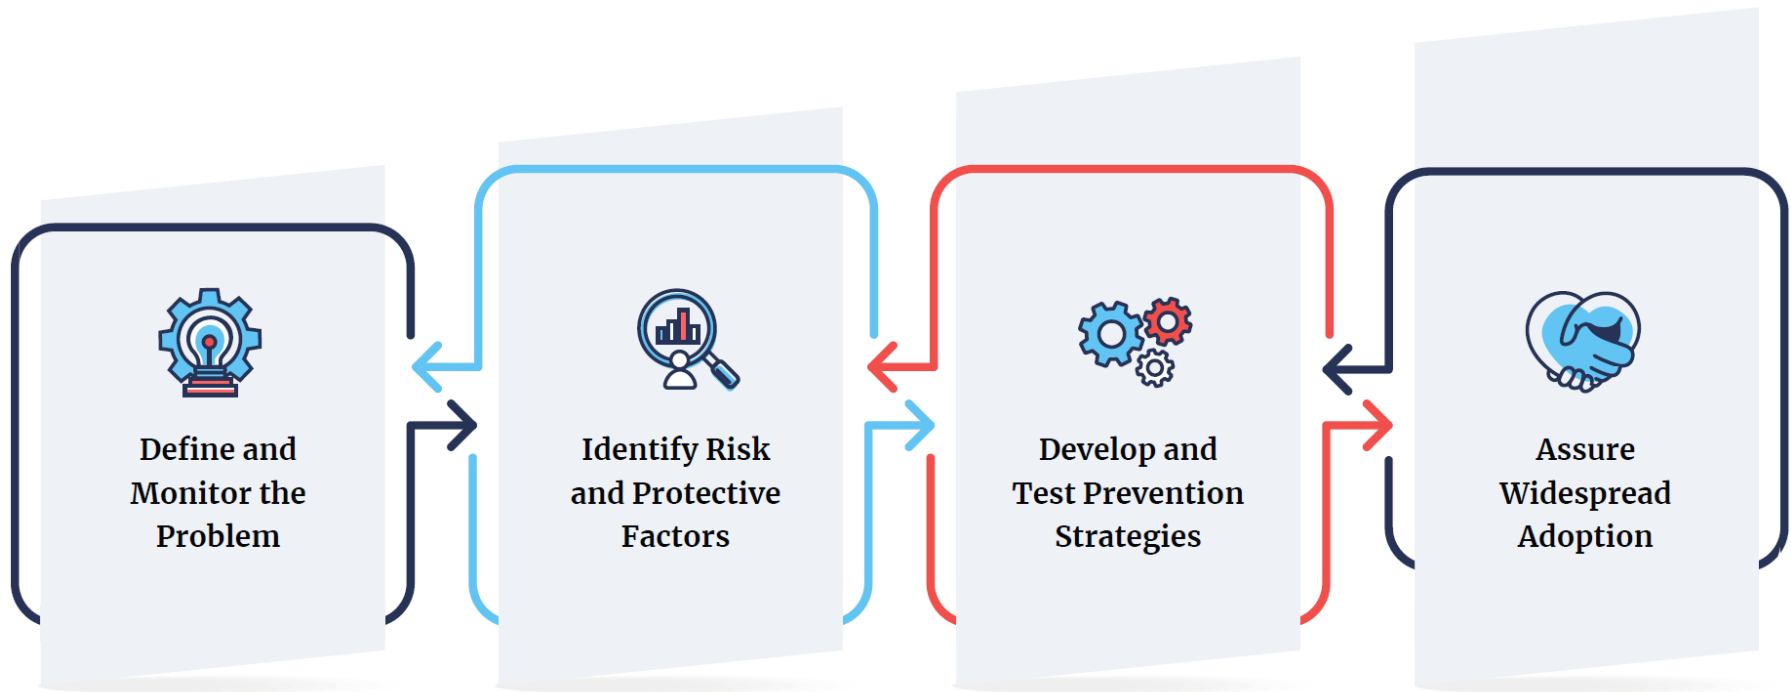 Define and
Monitor the
Problem
Identify Risk
and Protective
Factors
Develop and
Test Prevention
Strategies
Assure
Widespread
Adoption